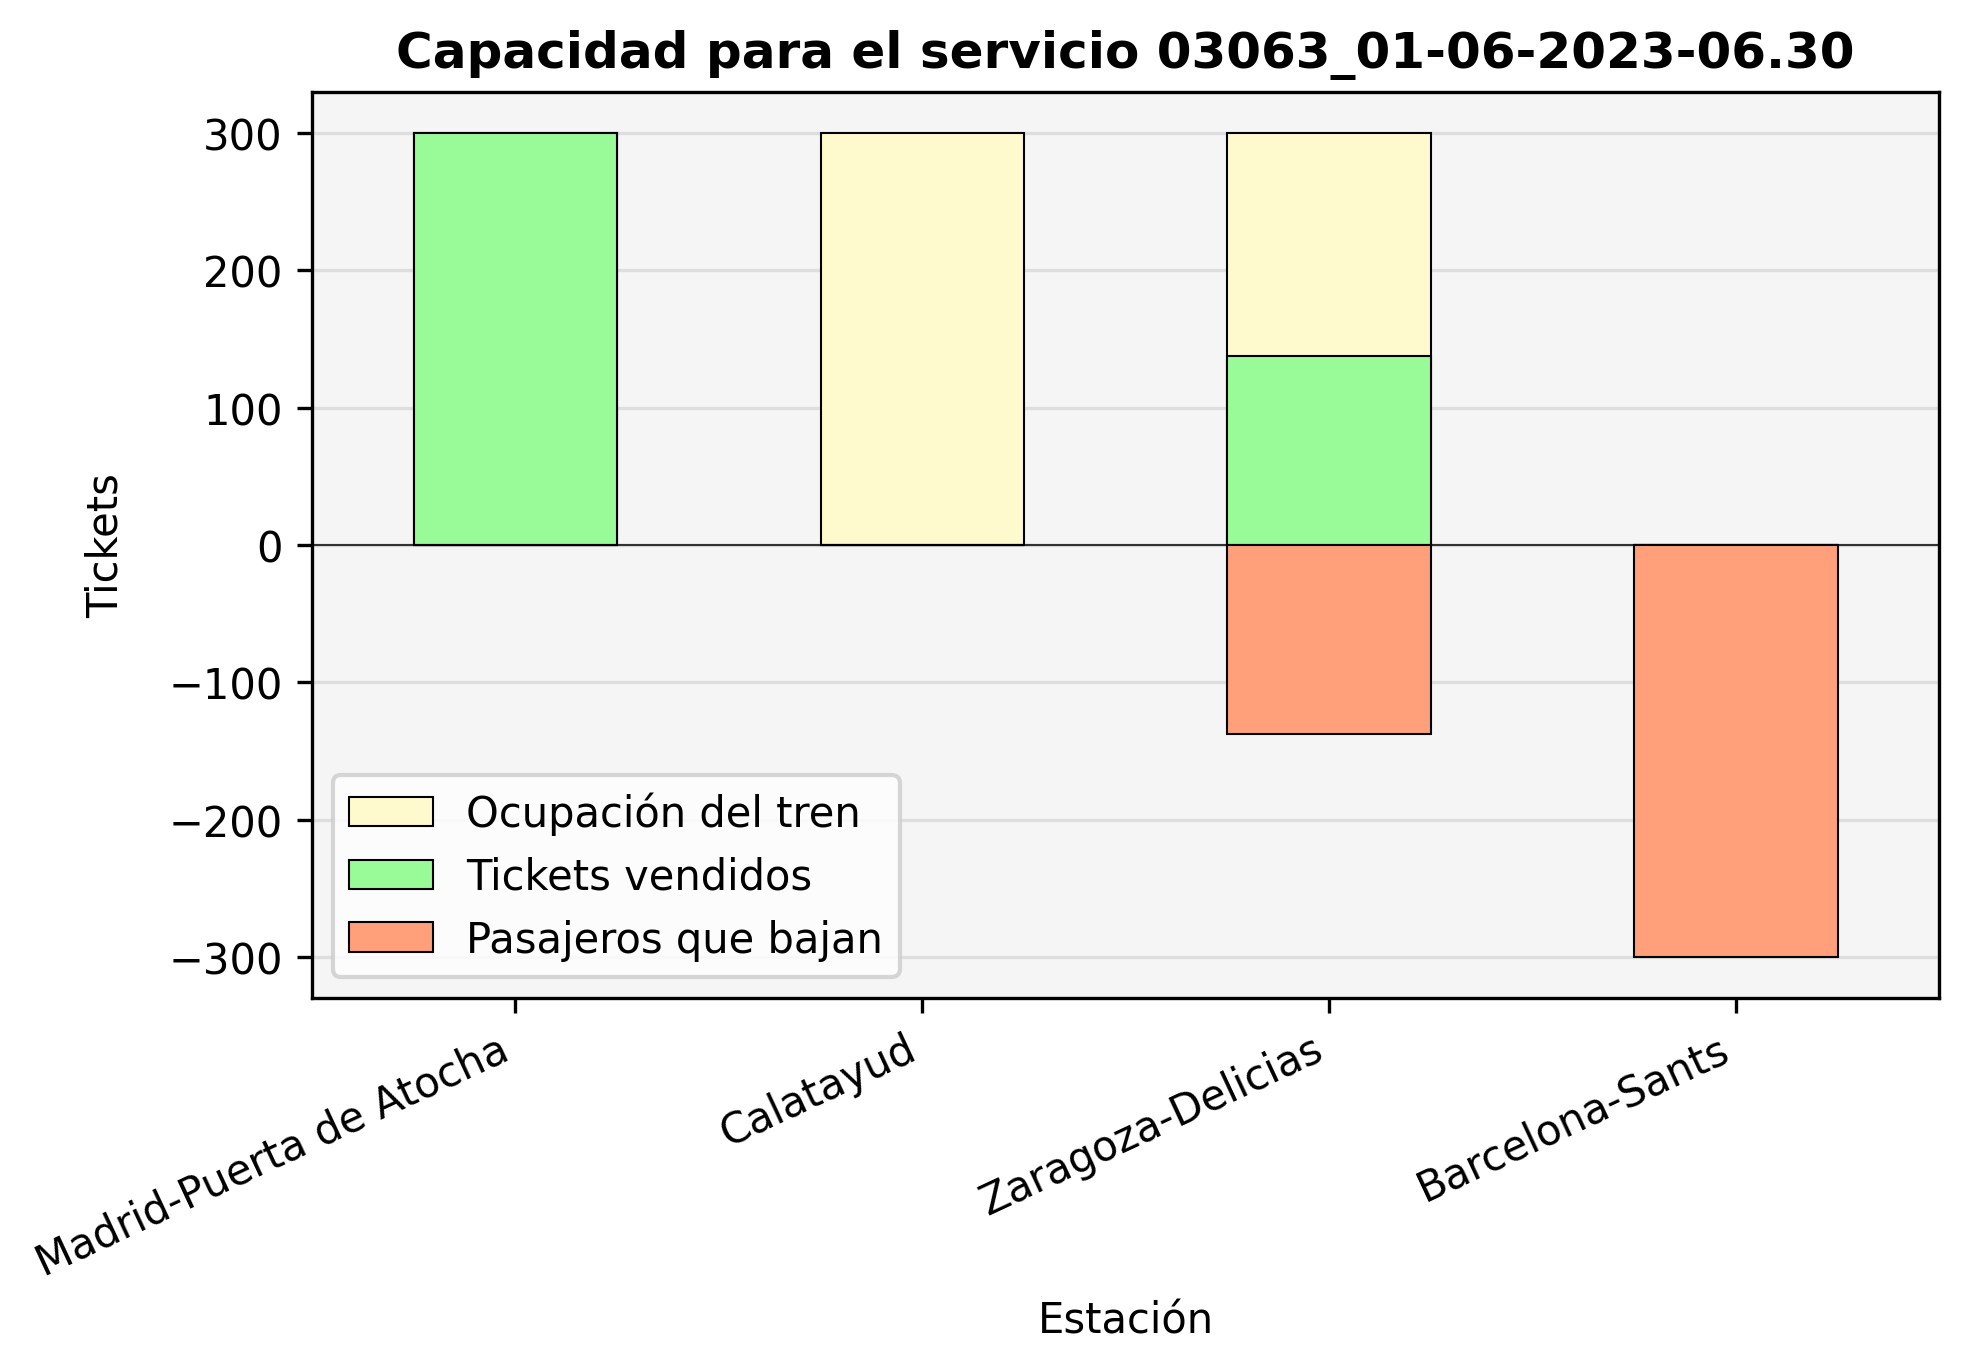 Capacidad para el servicio 03063_01-06-2023-06.30
300
200
100
0
−100
−200
−300
Tickets
Ocupación del tren
Tickets vendidos
Pasajeros que bajan
Madrid-Puerta de Atocha
Calatayud
Zaragoza-Delicias
Barcelona-Sants
Estación